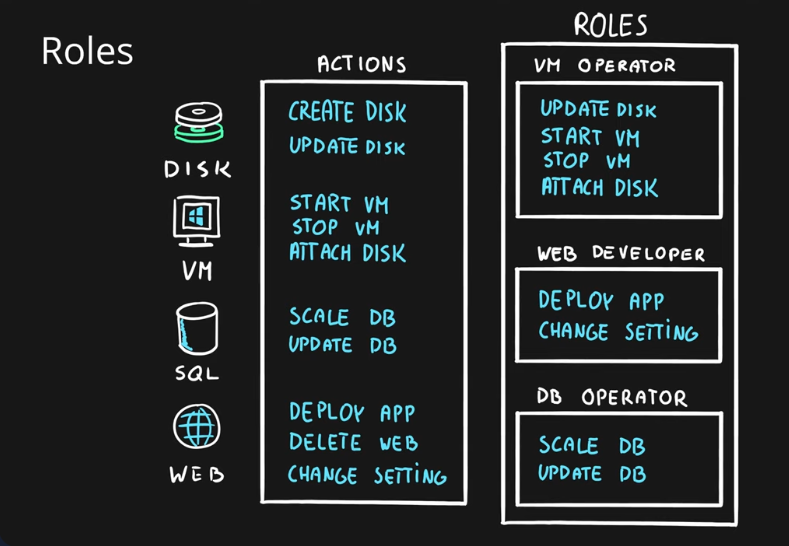 Roles
ACTIONS
DISK
CREATE DISK
UPDATE DISK
VM
START VM
STOP VM
ATTACH DISK
SQL
SCALE DB
UPDATE DB
WEB
DEPLOY APP
DELETE WEB
CHANGE SETTING
ROLES
VM OPERATOR
UPDATE DISK
START VM
STOP VM
ATTACH DISK
WEB DEVELOPER
DEPLOY APP
CHANGE SETTING
DB OPERATOR
SCALE DB
UPDATE DB